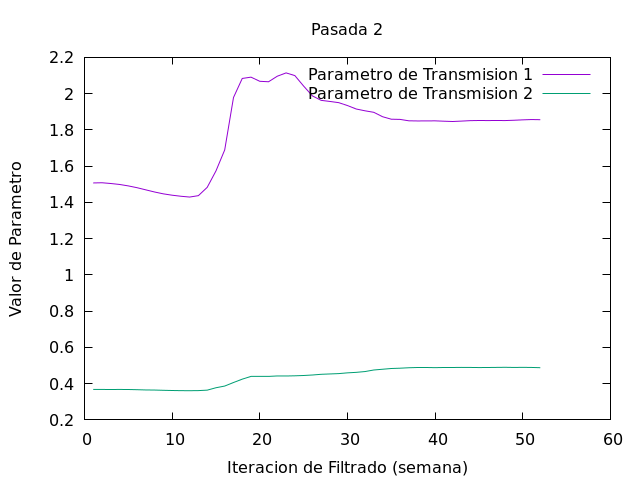 Pasada 2
Parametro de Transmision 1
Parametro de Transmision 2
Valor de Parametro
2.2
2
1.8
1.6
1.4
1.2
1
0.8
0.6
0.4
0.2
0 10 20 30 40 50 60
Iteracion de Filtrado (semana)